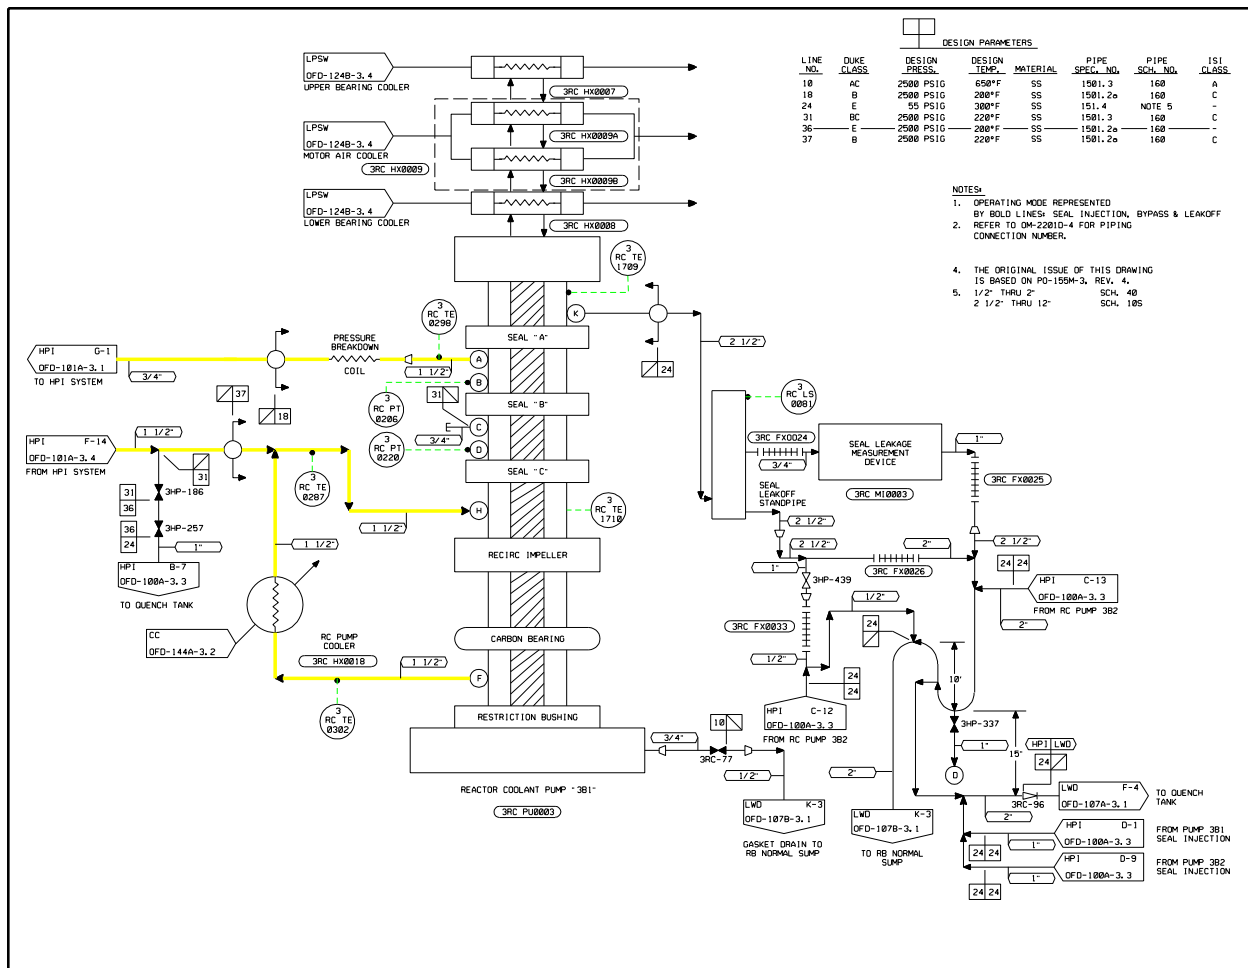 DESIGN PARAMETERS
LINE NO. DUKE CLASS DESIGN PRESS. DESIGN TEMP. MATERIAL PIPE SPEC. NO. PIPE SCH. NO. ISI CLASS
10 AC 2500 PSIG 650°F SS 1501.3 160 A
18 B 2500 PSIG 200°F SS 1501.2a 160 C
24 E 55 PSIG 300°F SS 151.4 NOTE 5 -
31 BC 2500 PSIG 220°F SS 1501.3 160 C
36 E 2500 PSIG 200°F SS 1501.2a 160 -
37 B 2500 PSIG 220°F SS 1501.2a 160 C
NOTES:
1. OPERATING MODE REPRESENTED
BY BOLD LINES: SEAL INJECTION, BYPASS & LEAKOFF
2. REFER TO OM-2201D-4 FOR PIPING
CONNECTION NUMBER.
4. THE ORIGINAL ISSUE OF THIS DRAWING
IS BASED ON PO-155M-3, REV. 4.
5. 1/2" THRU 2" SCH. 40
2 1/2" THRU 12" SCH. 10S
LPSW
OFD-124B-3.4
UPPER BEARING COOLER
3RC HX0007
LPSW
OFD-124B-3.4
MOTOR AIR COOLER
3RC HX0009
3RC HX0009A
3RC HX0009B
LPSW
OFD-124B-3.4
LOWER BEARING COOLER
3RC HX0008
3
RC TE
1709
K
3
RC TE
0298
SEAL "A"
PRESSURE
BREAKDOWN
COIL
HPI G-1
OFD-101A-3.1
TO HPI SYSTEM
3/4"
1 1/2"
A
B
24
2 1/2"
37
18
3
RC PT
0206
31
SEAL "B"
C
3/4"
3
RC LS
0081
HPI F-14
OFD-101A-3.4
FROM HPI SYSTEM
1 1/2"
31
3
RC TE
0287
3
RC PT
0220
D
SEAL "C"
3RC FX0024
3/4"
SEAL LEAKAGE
MEASUREMENT
DEVICE
3RC MI0003
1"
3RC FX0025
SEAL
LEAKOFF
STANDPIPE
31
36
3HP-186
36
24
3HP-257
1"
HPI B-7
OFD-100A-3.3
TO QUENCH TANK
H
1 1/2"
1 1/2"
3
RC TE
1710
RECIRC IMPELLER
2 1/2"
2 1/2"
2"
2 1/2"
1"
3HP-439
3RC FX0026
24 24
HPI C-13
OFD-100A-3.3
FROM RC PUMP 3B2
2"
CC
OFD-144A-3.2
RC PUMP
COOLER
3RC HX0018
1 1/2"
F
CARBON BEARING
3
RC TE
0302
3RC FX0033
1/2"
1/2"
24
24
24
10'
HPI C-12
OFD-100A-3.3
FROM RC PUMP 3B2
RESTRICTION BUSHING
REACTOR COOLANT PUMP "3B1"
3RC PU0003
3/4"
10
3RC-77
1/2"
LWD K-3
OFD-107B-3.1
GASKET DRAIN TO
RB NORMAL SUMP
2"
LWD K-3
OFD-107B-3.1
TO RB NORMAL
SUMP
3HP-337
1"
D
15"
HPI LWD
24
3RC-96
2"
LWD F-4
OFD-107A-3.1
TO QUENCH
TANK
HPI D-1
OFD-100A-3.3
FROM PUMP 3B1
SEAL INJECTION
1"
24 24
HPI D-9
OFD-100A-3.3
FROM PUMP 3B2
SEAL INJECTION
1"
24 24